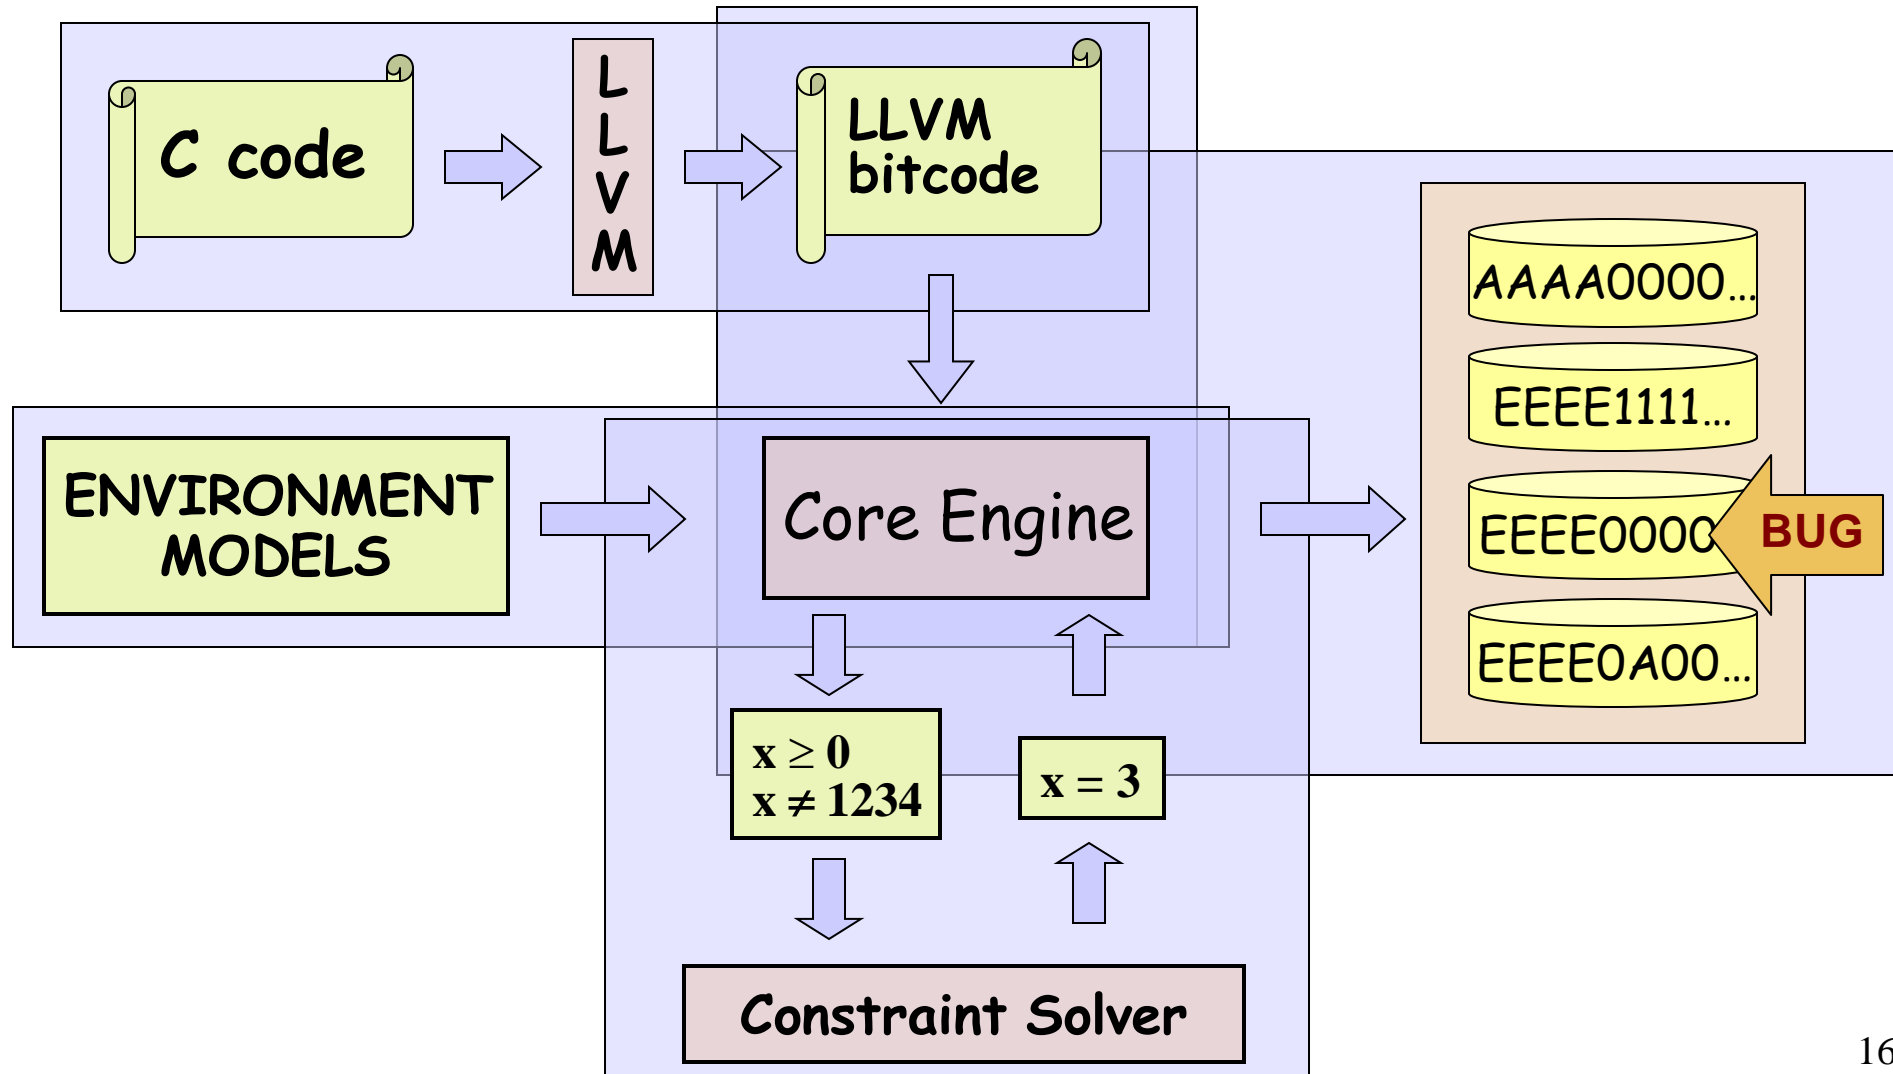 C code
L
L
V
M
LLVM
bitcode
AAAA0000...
EEEE1111...
EEEE0000
BUG
EEEE0A00...
ENVIRONMENT
MODELS
Core Engine
x ≥ 0
x ≠ 1234
x = 3
Constraint Solver
16